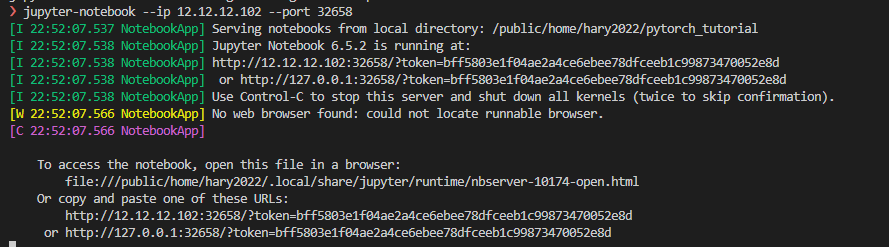 ❯ jupyter-notebook --ip 12.12.12.102 --port 32658
[I 22:52:07.537 NotebookApp] Serving notebooks from local directory: /public/home/hary2022/pytorch_tutorial
[I 22:52:07.538 NotebookApp] Jupyter Notebook 6.5.2 is running at:
[I 22:52:07.538 NotebookApp] http://12.12.12.102:32658/?token=bff5803e1f04ae2a4ce6ebee78dfceeb1c99873470052e8d
[I 22:52:07.538 NotebookApp]  or http://127.0.0.1:32658/?token=bff5803e1f04ae2a4ce6ebee78dfceeb1c99873470052e8d
[I 22:52:07.538 NotebookApp] Use Control-C to stop this server and shut down all kernels (twice to skip confirmation).
[W 22:52:07.566 NotebookApp] No web browser found: could not locate runnable browser.
[C 22:52:07.566 NotebookApp]
To access the notebook, open this file in a browser:
file:///public/home/hary2022/.local/share/jupyter/runtime/nbserver-10174-open.html
Or copy and paste one of these URLs:
http://12.12.12.102:32658/?token=bff5803e1f04ae2a4ce6ebee78dfceeb1c99873470052e8d
or http://127.0.0.1:32658/?token=bff5803e1f04ae2a4ce6ebee78dfceeb1c99873470052e8d